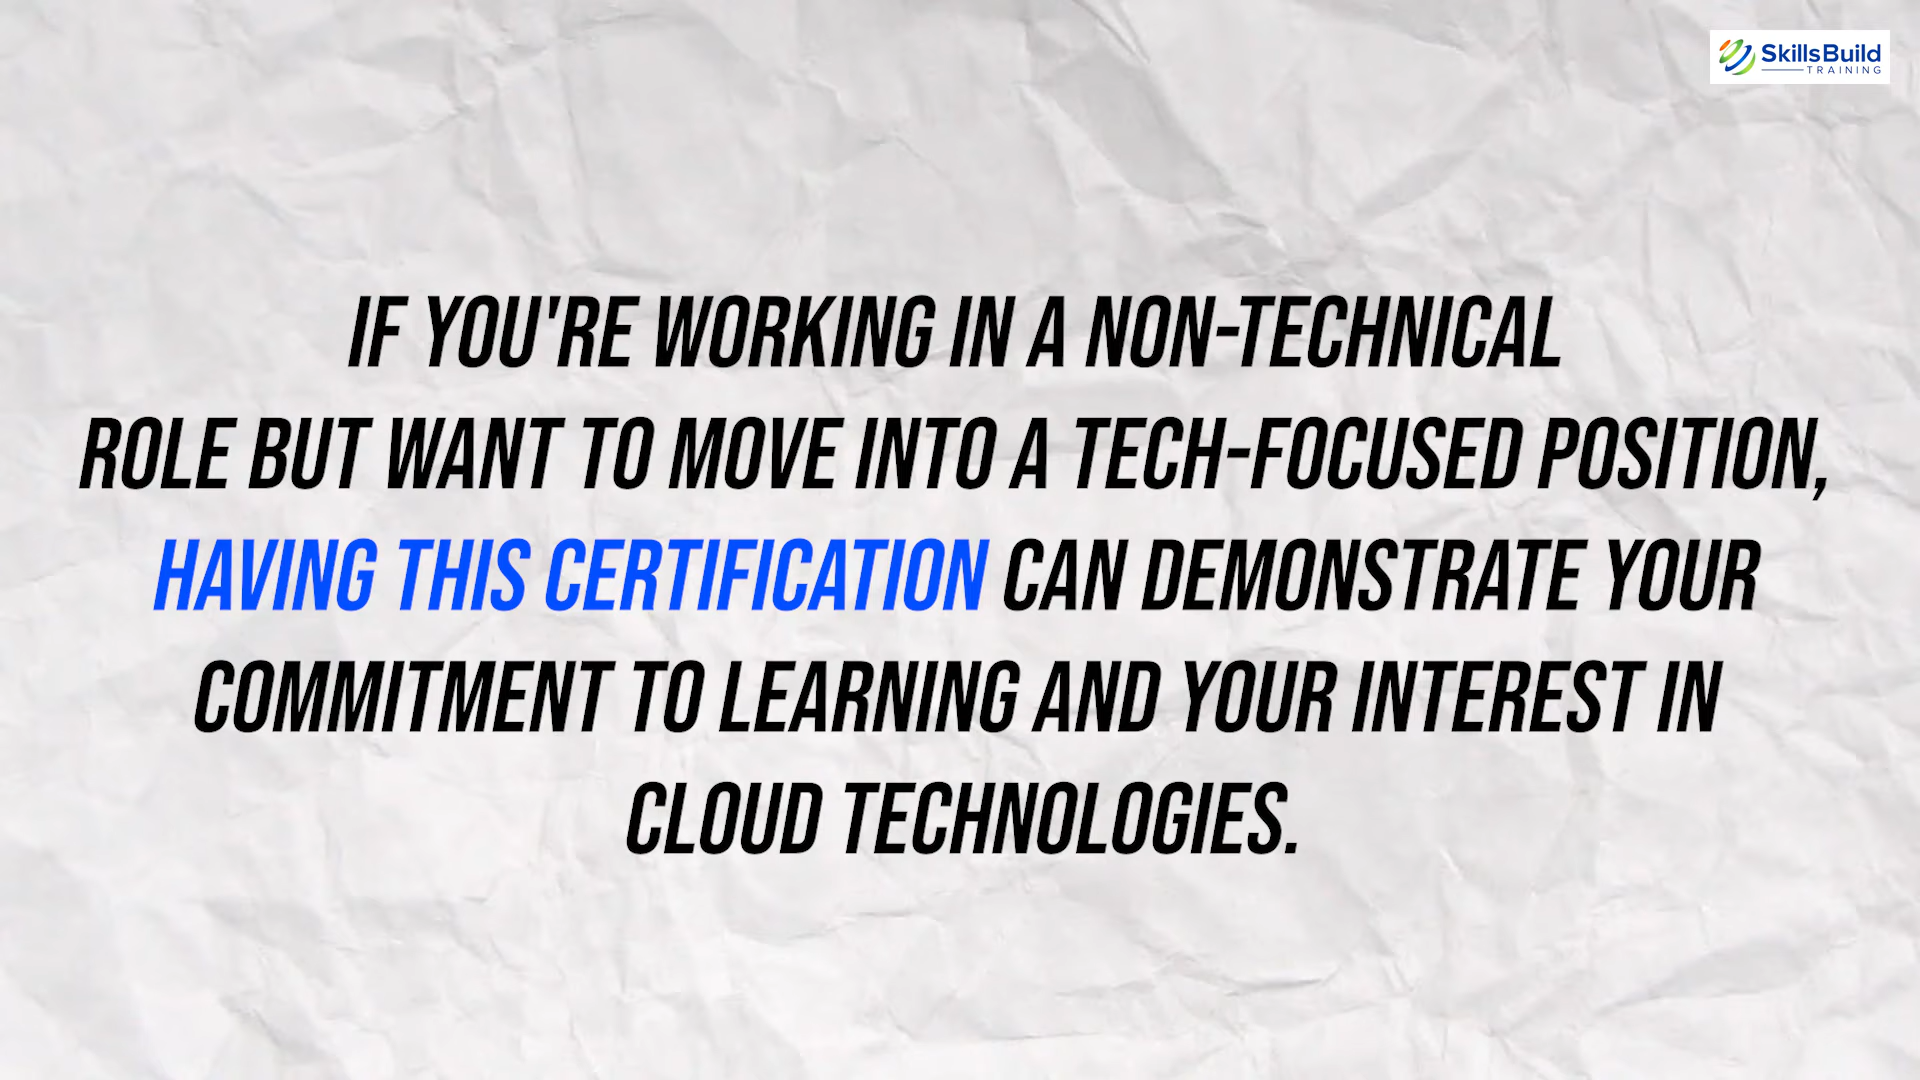 SkillsBuild
TRAINING
IF YOU'RE WORKING IN A NON-TECHNICAL
ROLE BUT WANT TO MOVE INTO A TECH-FOCUSED POSITION,
HAVING THIS CERTIFICATION CAN DEMONSTRATE YOUR
COMMITMENT TO LEARNING AND YOUR INTEREST IN
CLOUD TECHNOLOGIES.